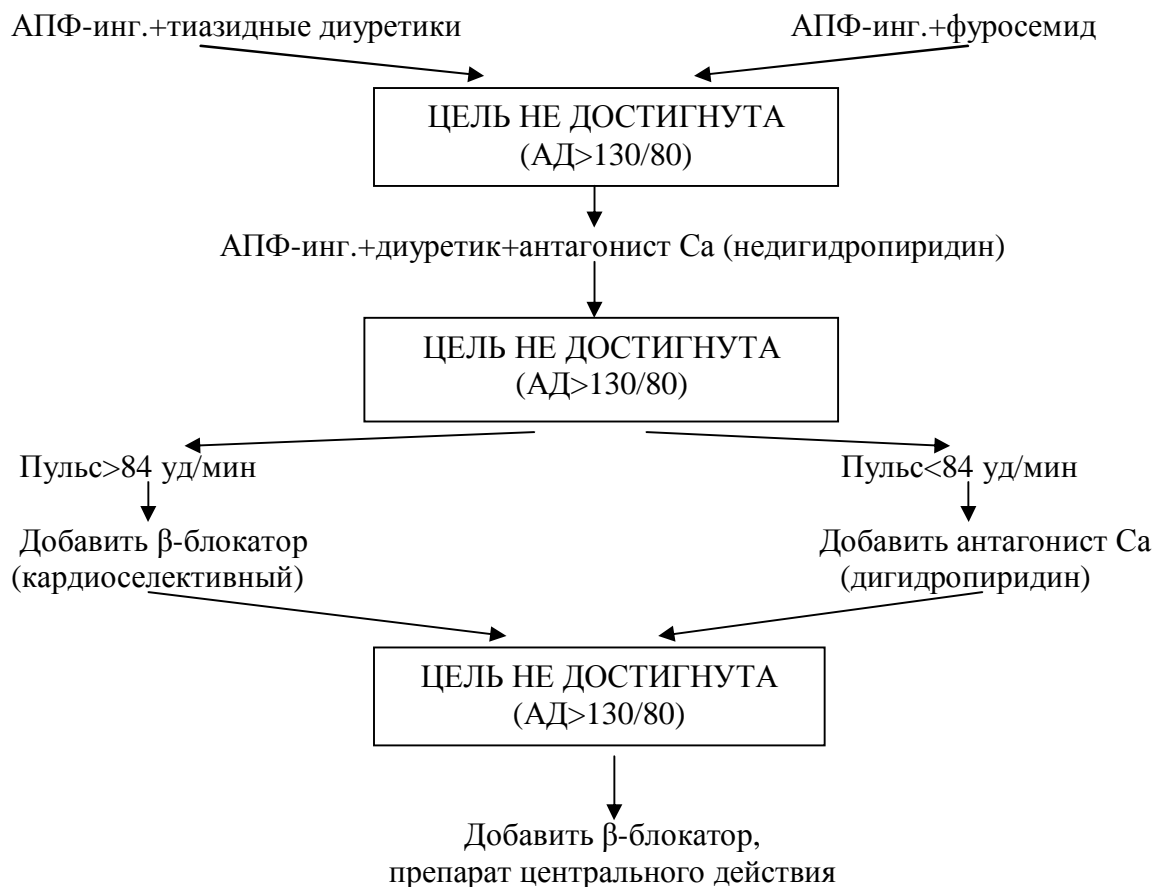 АПФ-инг.+тиазидные диуретики
АПФ-инг.+фуросемид
ЦЕЛЬ НЕ ДОСТИГНУТА
(АД>130/80)
АПФ-инг.+диуретик+антагонист Са (недигидропиридин)
ЦЕЛЬ НЕ ДОСТИГНУТА
(АД>130/80)
Пульс>84 уд/мин
Пульс<84 уд/мин
Добавить β-блокатор
(кардиоселективный)
Добавить антагонист Са
(дигидропиридин)
ЦЕЛЬ НЕ ДОСТИГНУТА
(АД>130/80)
Добавить β-блокатор,
препарат центрального действия